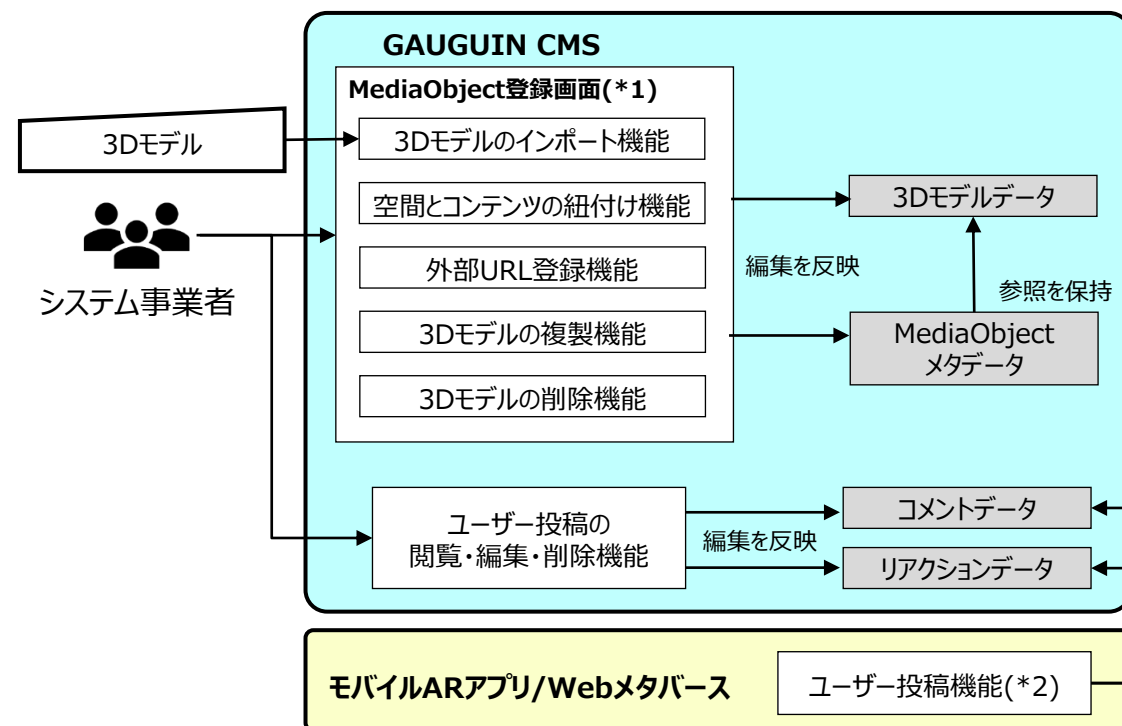 GAUGUIN CMS
MediaObject登録画面(*1)
3Dモデル
3Dモデルのインポート機能
空間とコンテンツの紐付け機能
3Dモデルデータ
システム事業者
外部URL登録機能
編集を反映
参照を保持
3Dモデルの複製機能
MediaObject
メタデータ
3Dモデルの削除機能
ユーザー投稿の
閲覧・編集・削除機能
編集を反映
コメントデータ
リアクションデータ
モバイルARアプリ/Webメタバース
ユーザー投稿機能(*2)